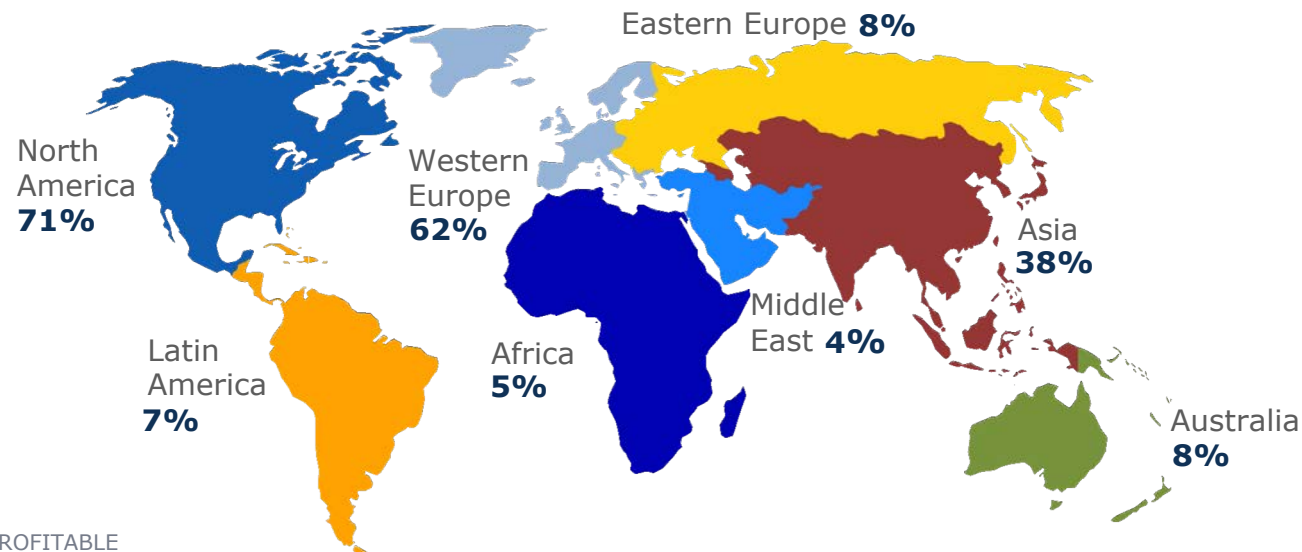 Eastern Europe 8%
North
America
71%
Western
Europe
62%
Asia
38%
Middle
East 4%
Latin
America
7%
Africa
5%
Australia
8%
ROFITABLE